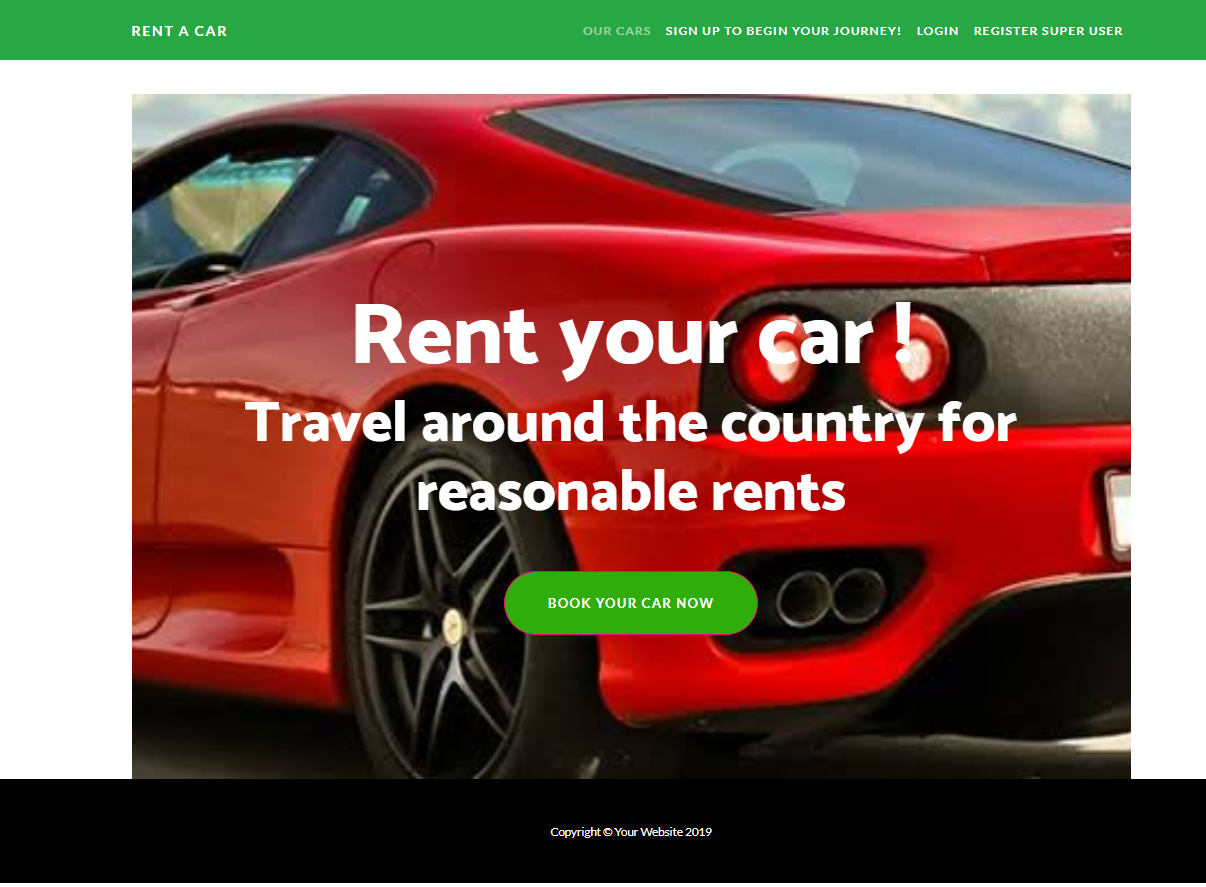 RENT A CAR
OUR CARS SIGN UP TO BEGIN YOUR JOURNEY! LOGIN REGISTER SUPER USER
Rent your car !
Travel around the country for
reasonable rents
BOOK YOUR CAR NOW
Copyright © Your Website 2019